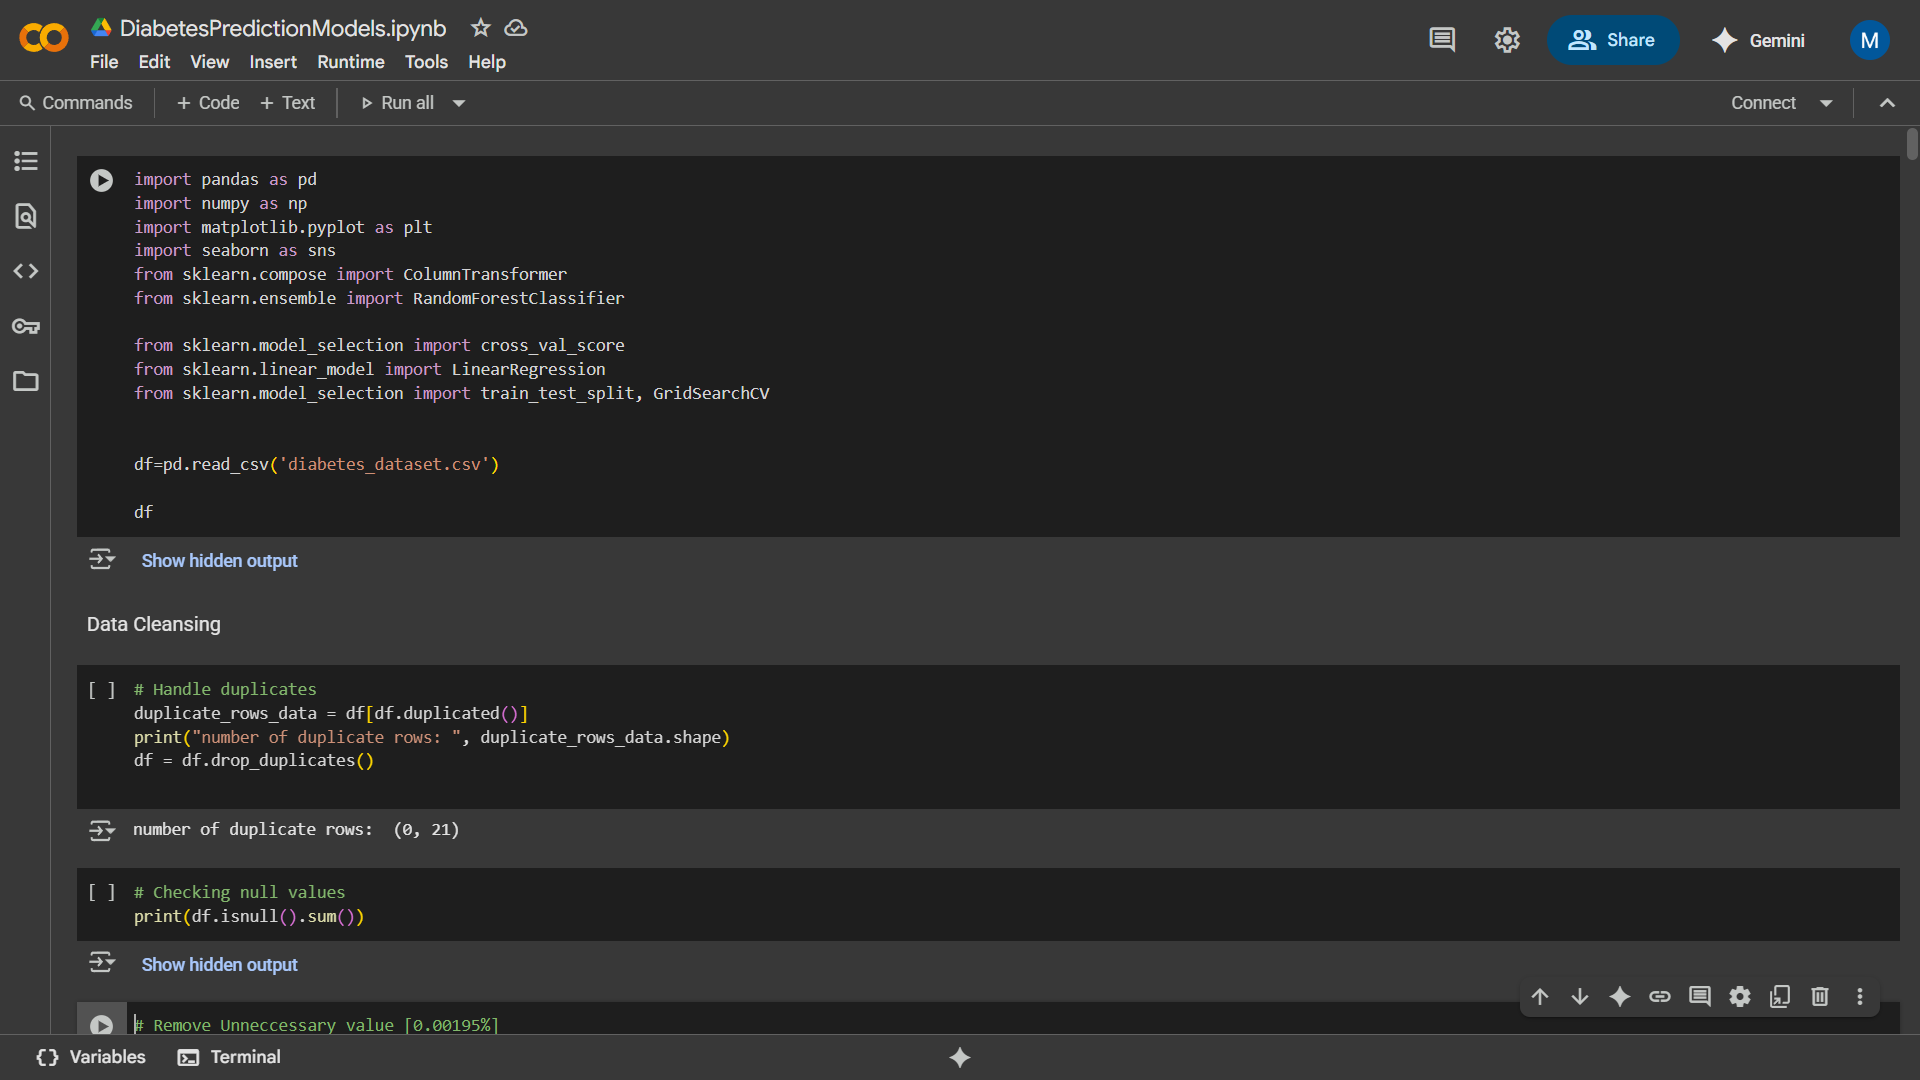 DiabetesPredictionModels.ipynb
File Edit View Insert Runtime Tools Help
Share
Gemini
M
Commands + Code + Text Run all
Connect
import pandas as pd
import numpy as np
import matplotlib.pyplot as plt
import seaborn as sns
from sklearn.compose import ColumnTransformer
from sklearn.ensemble import RandomForestClassifier
from sklearn.model_selection import cross_val_score
from sklearn.linear_model import LinearRegression
from sklearn.model_selection import train_test_split, GridSearchCV
df=pd.read_csv('diabetes_dataset.csv')
df
Show hidden output
Data Cleansing
[ ] # Handle duplicates
duplicate_rows_data = df[df.duplicated()]
print("number of duplicate rows: ", duplicate_rows_data.shape)
df = df.drop_duplicates()
number of duplicate rows:  (0, 21)
[ ] # Checking null values
print(df.isnull().sum())
Show hidden output
# Remove Unneccessary value [0.00195%]
Variables Terminal